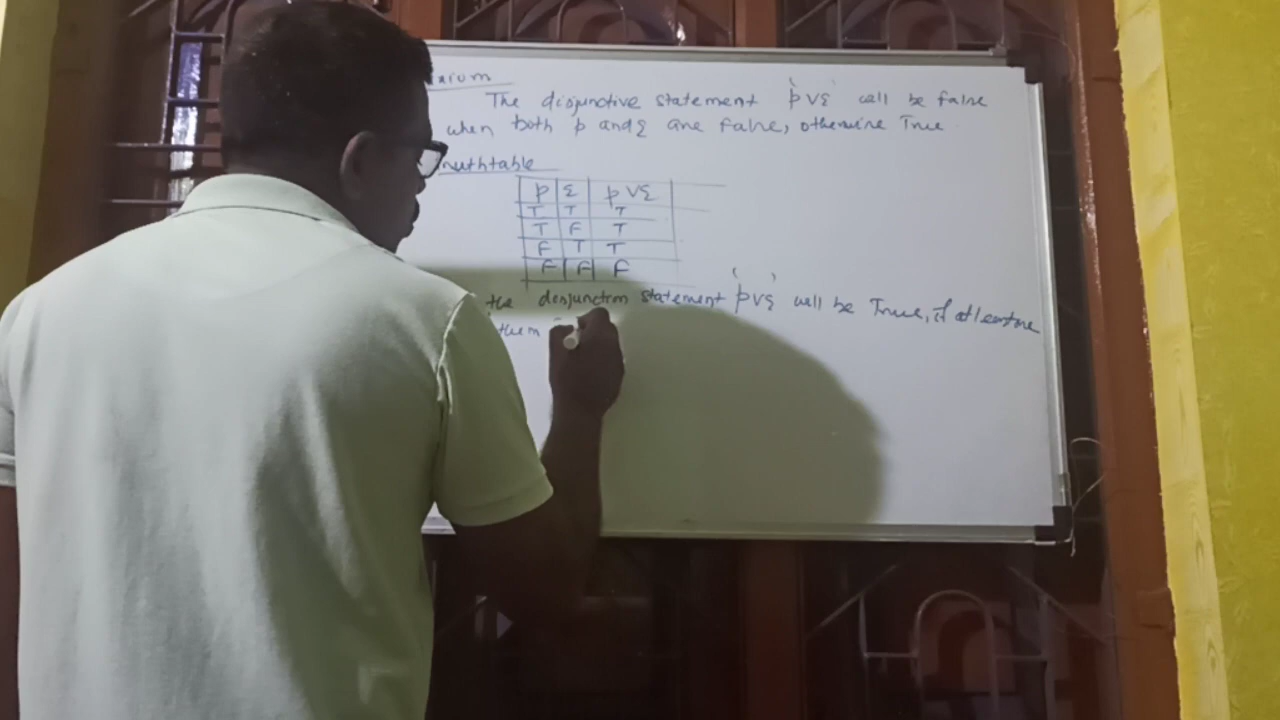 The disjunctive statement 'p∨q' will be false
when both p and q are false, otherwise True
Truthtable
p q p∨q
T T T
T F T
F T T
F F F
the disjunction statement 'p∨q' will be True, if atleastone
them